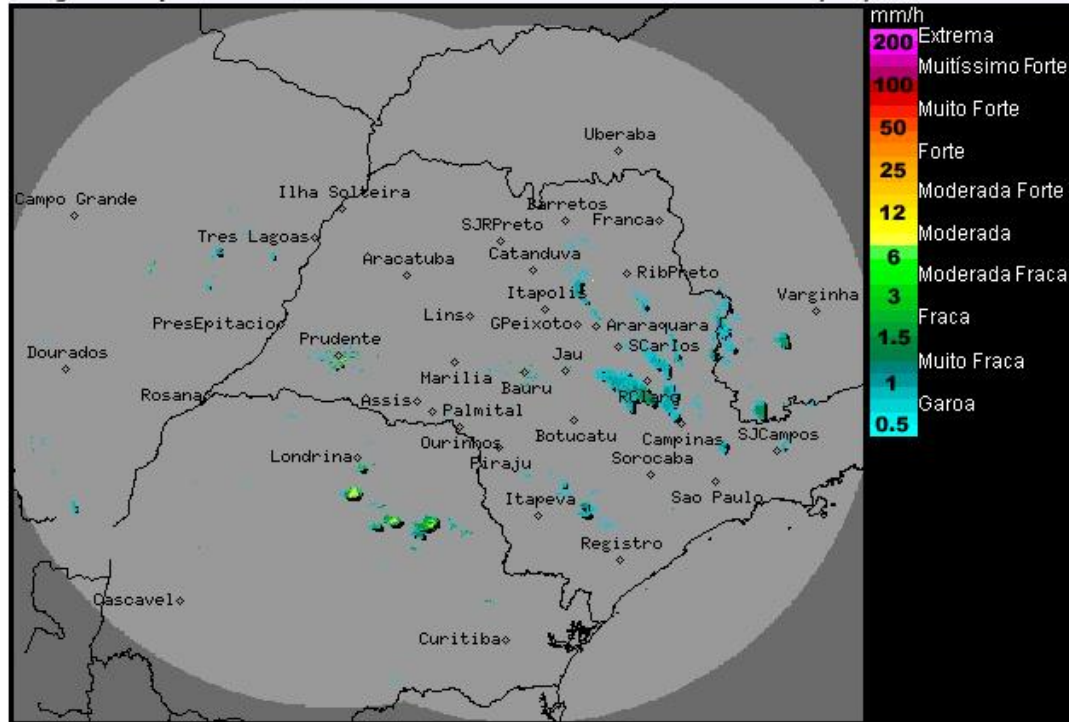 mm/h
200 Extrema
Muitíssimo Forte
100
Muito Forte
50
Forte
25
Moderada Forte
12
Moderada
6
Moderada Fraca
3
Fraca
1.5
Muito Fraca
1
Garoa
0.5
Uberaba
Campo Grande
Ilha Solteira
Barretos
SJRPreto
Franca
Tres Lagoas
Aracatuba
Catanduva
RibPreto
Itapolis
Varginha
PresEpitacio
Lins
GPeixoto
Araraquara
Dourados
Prudente
SCarlos
Marilia
Jau
Bauru
Rosana
Assis
RClaro
Palmital
Ourinhos
Botucatu
Campinas
SJCampos
Londrina
Piraju
Sorocaba
Itapeva
Sao Paulo
Registro
Cascavel
Curitiba